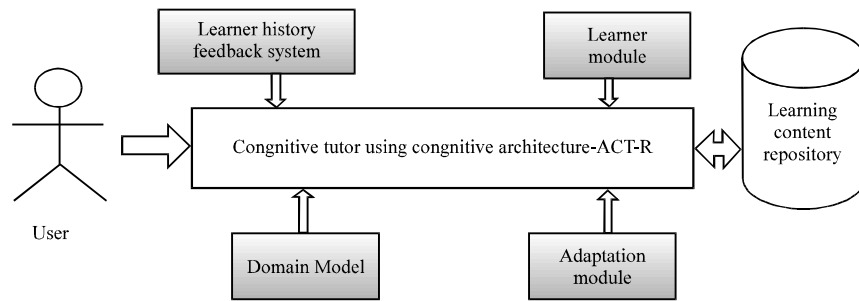 Learner history
feedback system
Learner
module
Congnitive tutor using congnitive architecture-ACT-R
Learning
content
repository
User
Domain Model
Adaptation
module